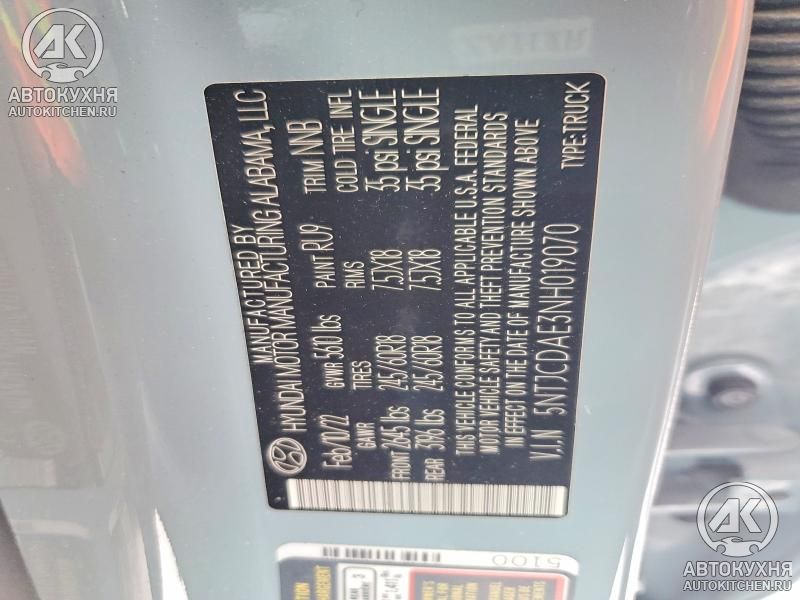 MANUFACTURED BY
HYUNDAI MOTOR MANUFACTURING ALABAMA, LLC
Feb/10/22 PAINT RU9 TRIM NNB
GVWR 5610 lbs
GAWR TIRES RIMS COLD TIRE INFL
FRONT 2645 lbs 245/60R18 7.5JX18 35 psi SINGLE
REAR 3196 lbs 245/60R18 7.5JX18 35 psi SINGLE
THIS VEHICLE CONFORMS TO ALL APPLICABLE U.S.A. FEDERAL
MOTOR VEHICLE SAFETY AND THEFT PREVENTION STANDARDS
IN EFFECT ON THE DATE OF MANUFACTURE SHOWN ABOVE
V.I.N 5NTJCDAE3NH019070 TYPE:TRUCK
5100
АК
АВТОКУХНЯ
AUTOKITCHEN.RU
АК
АВТОКУХНЯ
AUTOKITCHEN.RU